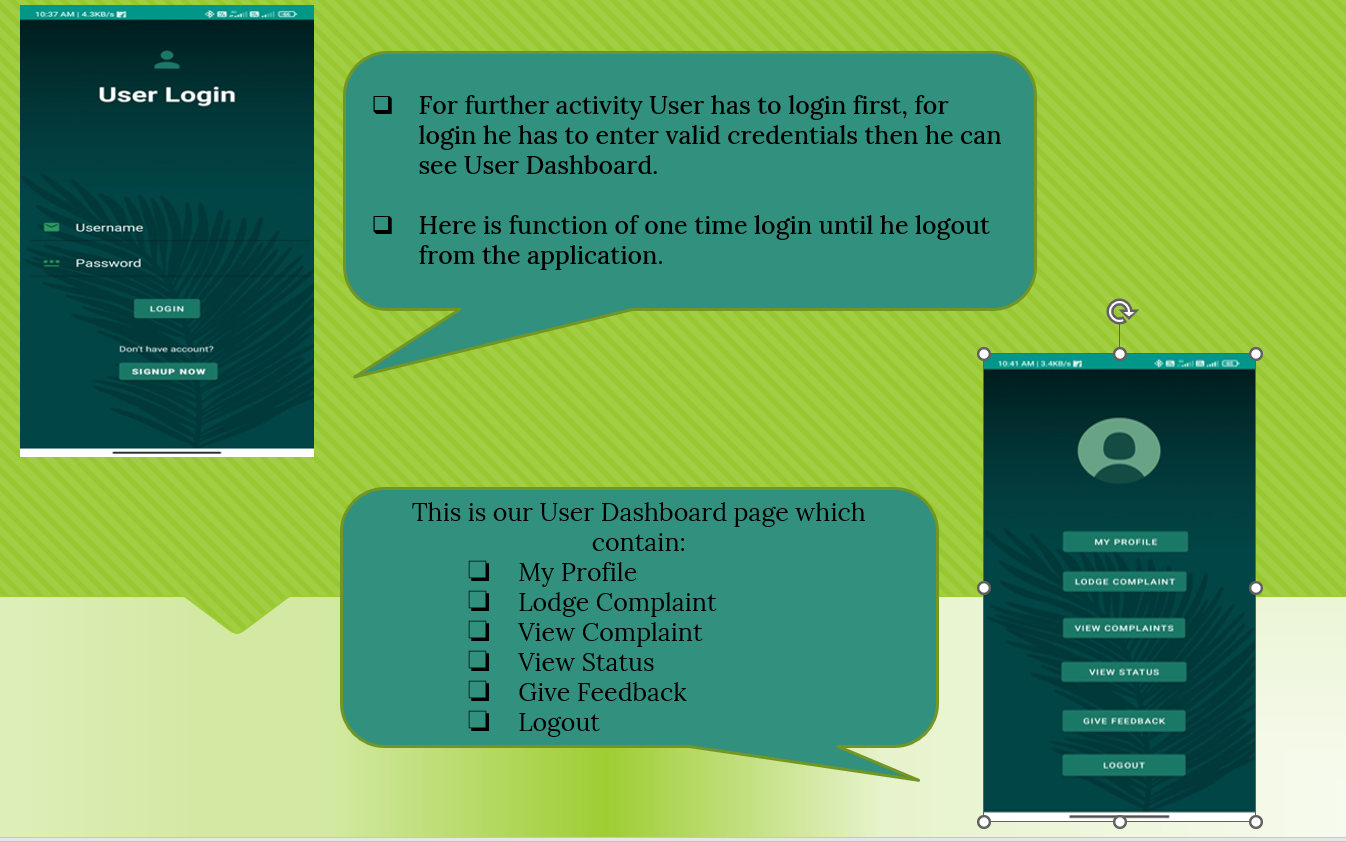 10:37 AM | 4.3KB/s
User Login
Username
Password
LOGIN
Don't have account?
SIGNUP NOW
❑ For further activity User has to login first, for
login he has to enter valid credentials then he can
see User Dashboard.
❑ Here is function of one time login until he logout
from the application.
This is our User Dashboard page which
contain:
❑ My Profile
❑ Lodge Complaint
❑ View Complaint
❑ View Status
❑ Give Feedback
❑ Logout
10:41 AM | 3.4KB/s
MY PROFILE
LODGE COMPLAINT
VIEW COMPLAINTS
VIEW STATUS
GIVE FEEDBACK
LOGOUT